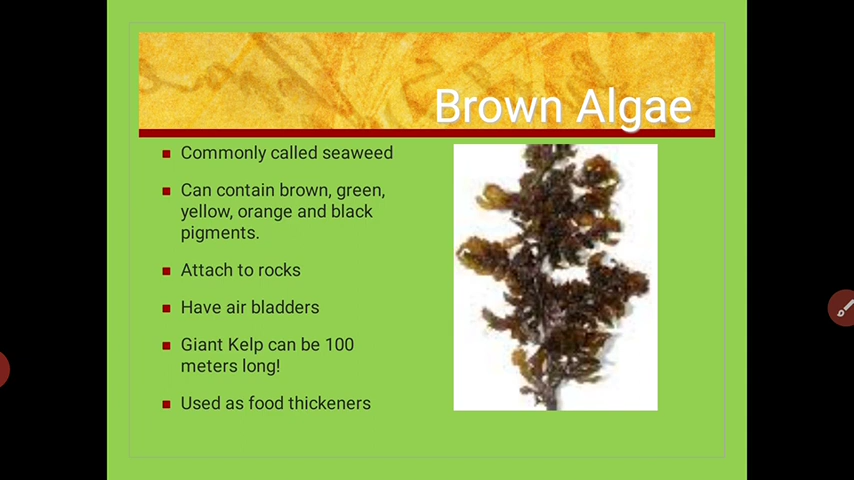 Brown Algae
Commonly called seaweed
Can contain brown, green,
yellow, orange and black
pigments.
Attach to rocks
Have air bladders
Giant Kelp can be 100
meters long!
Used as food thickeners